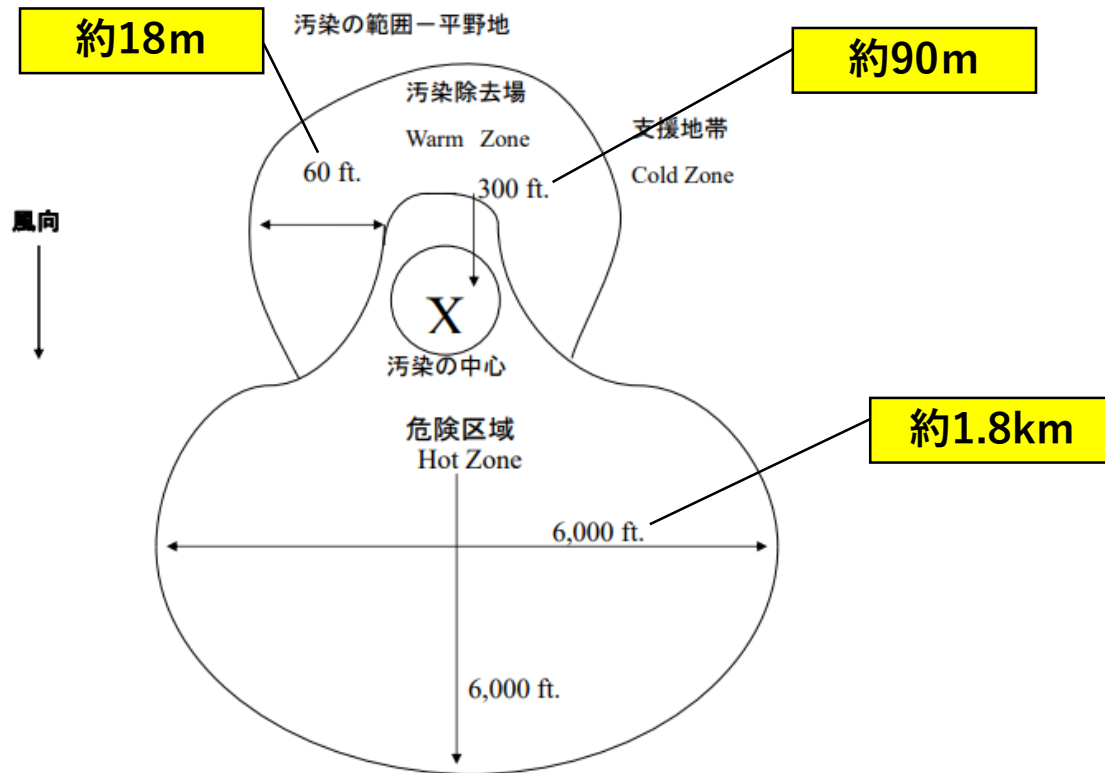 汚染の範囲－平野地
約18m
約90m
汚染除去場
Warm Zone
支援地帯
Cold Zone
60 ft.
300 ft.
風向
X
汚染の中心
危険区域
Hot Zone
約1.8km
6,000 ft.
6,000 ft.